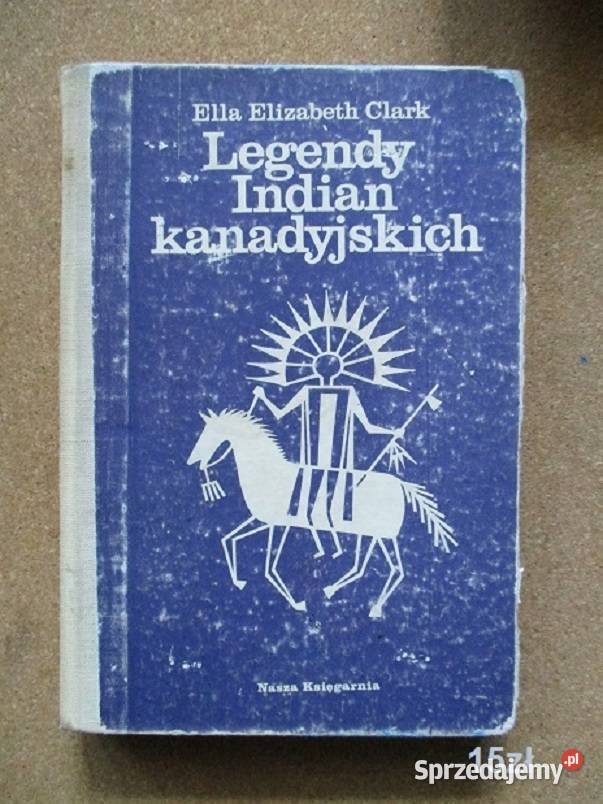 Ella Elizabeth Clark
Legendy
Indian
kanadyjskich
Nasza Księgarnia
15zł
Sprzedajemy.pl